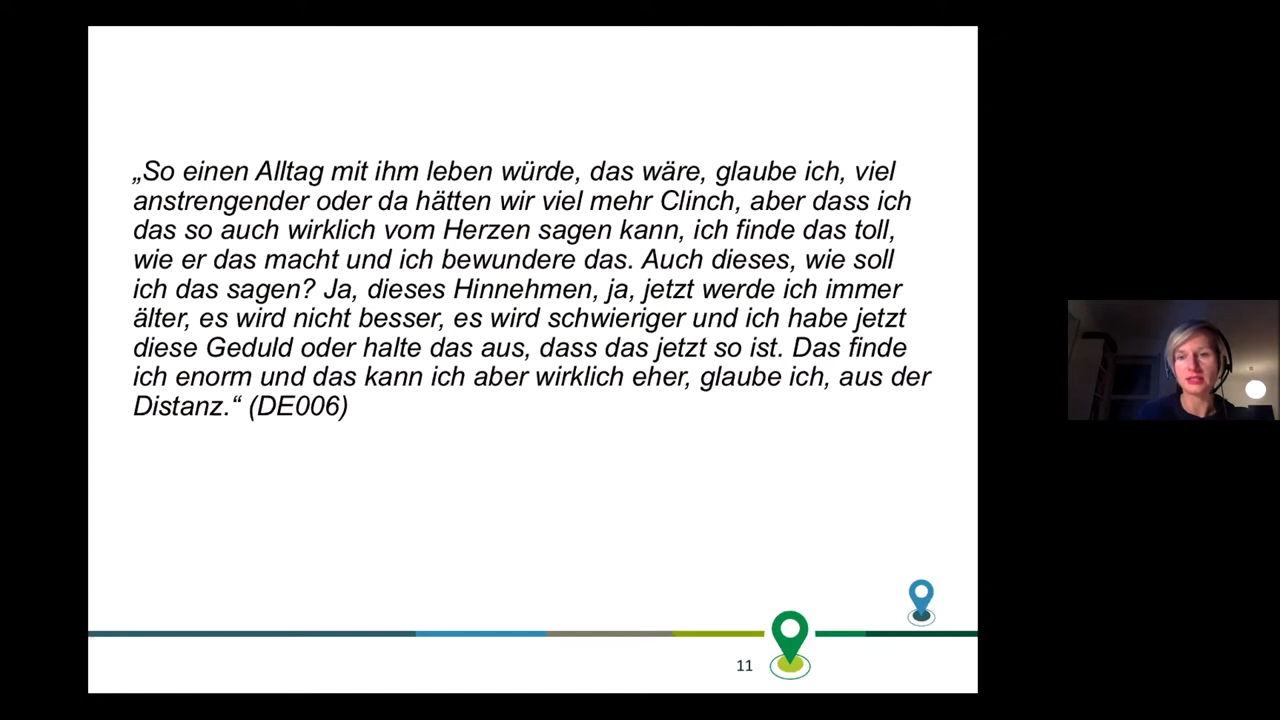 „So einen Alltag mit ihm leben würde, das wäre, glaube ich, viel
anstrengender oder da hätten wir viel mehr Clinch, aber dass ich
das so auch wirklich vom Herzen sagen kann, ich finde das toll,
wie er das macht und ich bewundere das. Auch dieses, wie soll
ich das sagen? Ja, dieses Hinnehmen, ja, jetzt werde ich immer
älter, es wird nicht besser, es wird schwieriger und ich habe jetzt
diese Geduld oder halte das aus, dass das jetzt so ist. Das finde
ich enorm und das kann ich aber wirklich eher, glaube ich, aus der
Distanz.“ (DE006)
11